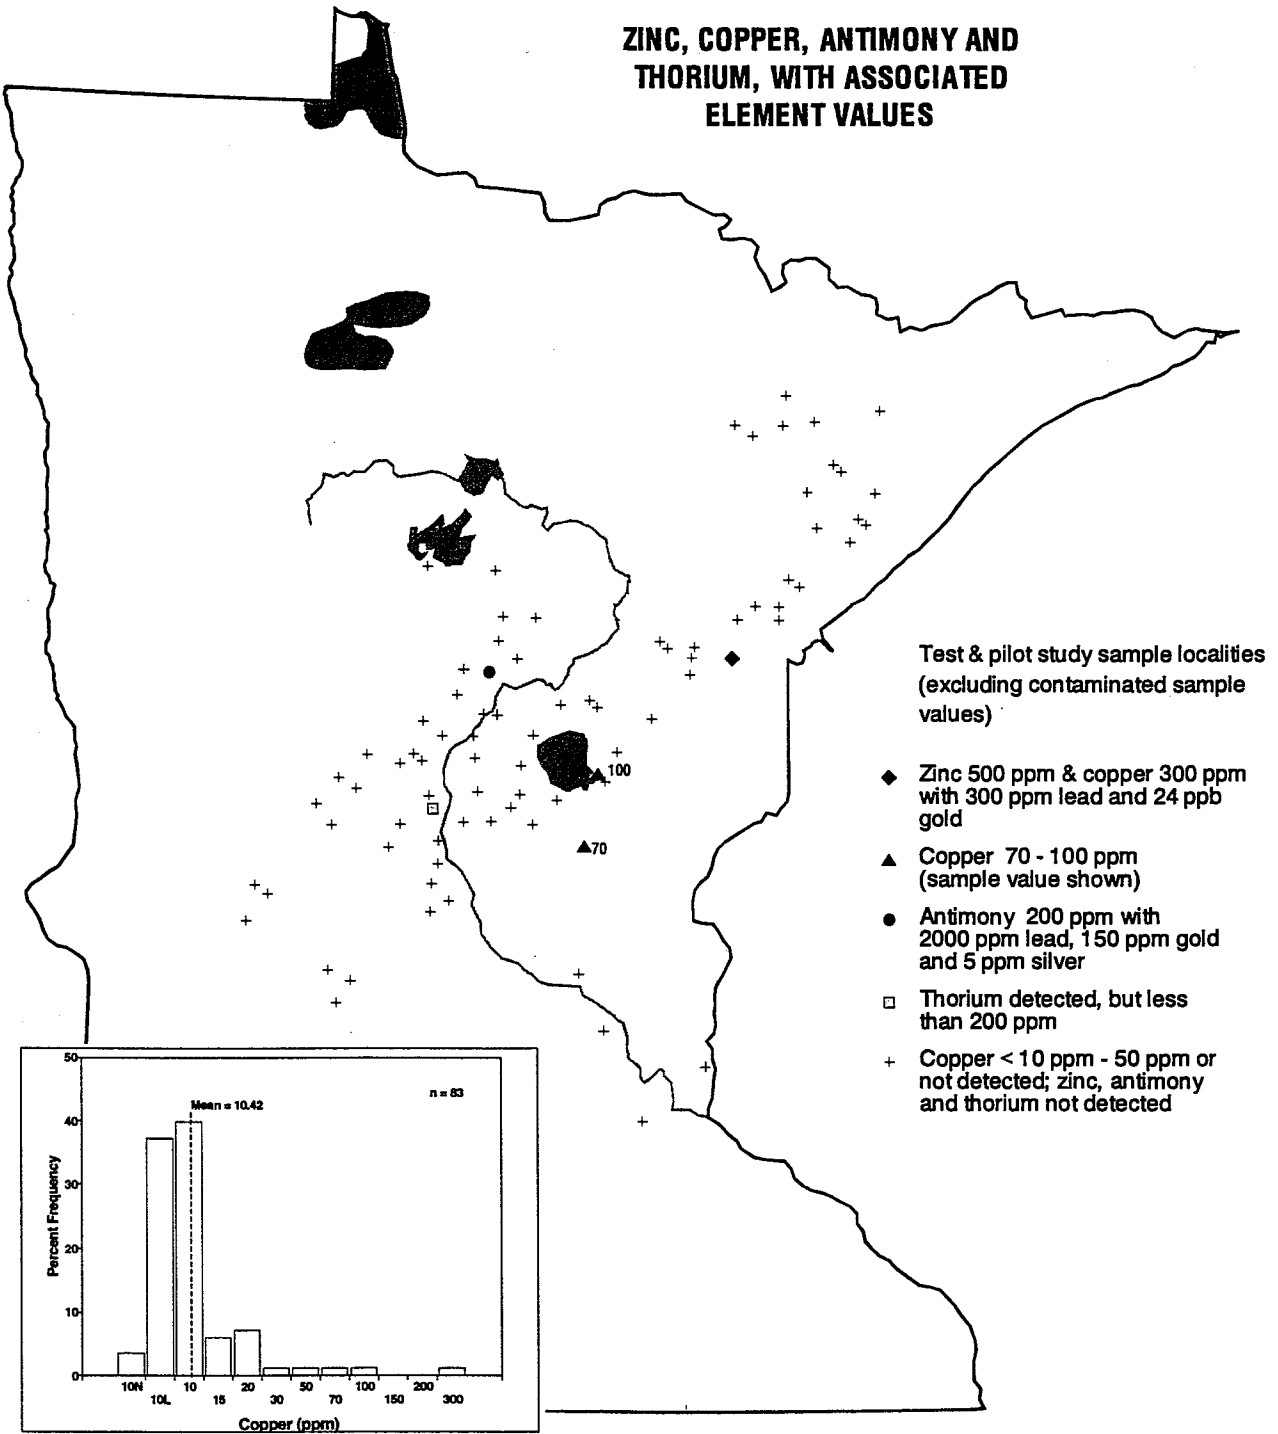 ZINC, COPPER, ANTIMONY AND
THORIUM, WITH ASSOCIATED
ELEMENT VALUES
100
70
Test & pilot study sample localities
(excluding contaminated sample
values)
Zinc 500 ppm & copper 300 ppm
with 300 ppm lead and 24 ppb
gold
Copper 70 - 100 ppm
(sample value shown)
Antimony 200 ppm with
2000 ppm lead, 150 ppm gold
and 5 ppm silver
Thorium detected, but less
than 200 ppm
Copper < 10 ppm - 50 ppm or
not detected; zinc, antimony
and thorium not detected
50
40
30
20
10
0
Percent Frequency
Mean = 10.42
n = 83
10N 10 20 50 100 200
10L 15 30 70 150 300
Copper (ppm)